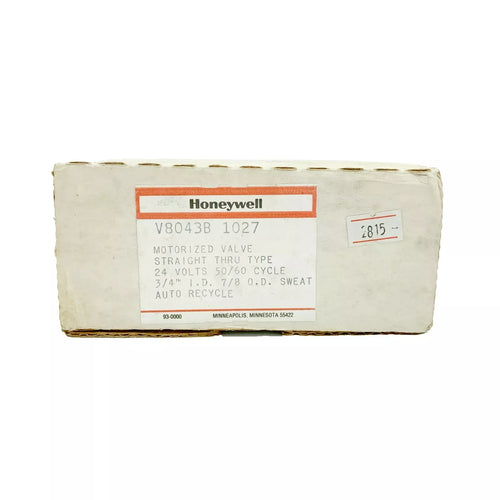 Honeywell
V8043B 1027
MOTORIZED VALVE
STRAIGHT THRU TYPE
24 VOLTS 50/60 CYCLE
3/4" I.D. 7/8 O.D. SWEAT
AUTO RECYCLE
93-0000 MINNEAPOLIS, MINNESOTA 55422
2815 -